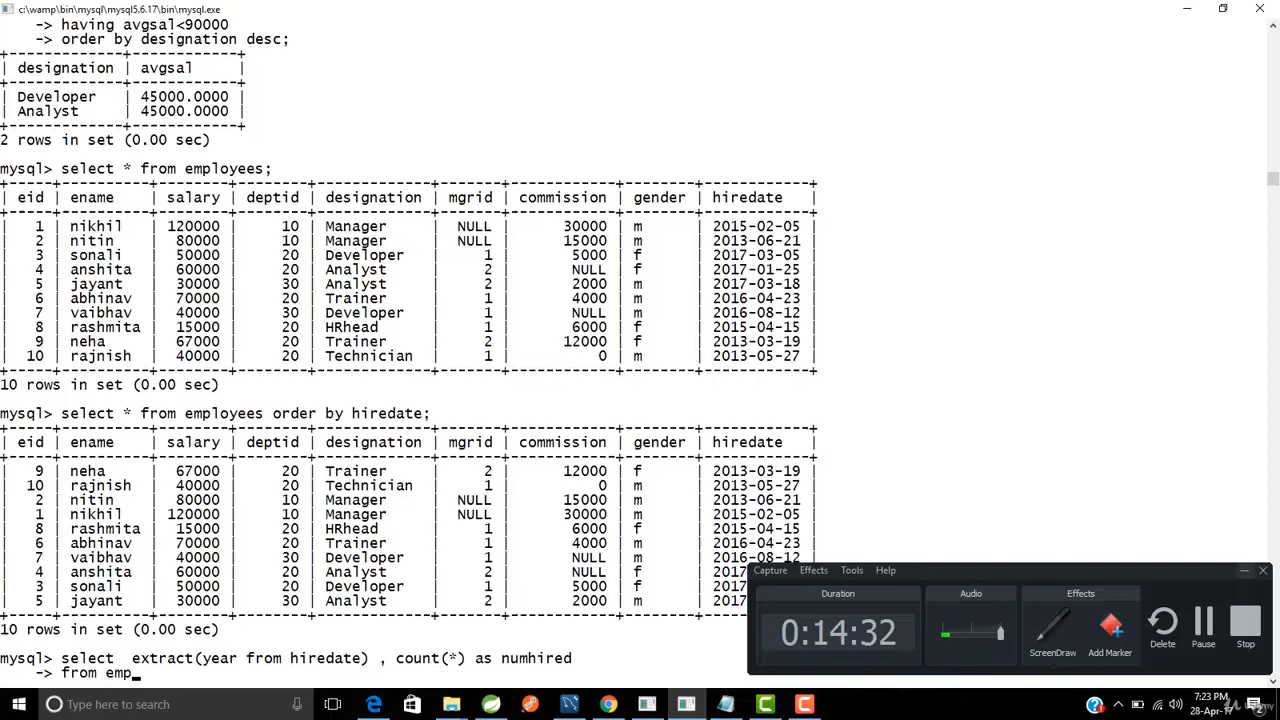 c:\wamp\bin\mysql\mysql5.6.17\bin\mysql.exe
-> having avgsal<90000
-> order by designation desc;
+-------------+------------+
| designation | avgsal     |
+-------------+------------+
| Developer   | 45000.0000 |
| Analyst     | 45000.0000 |
+-------------+------------+
2 rows in set (0.00 sec)
mysql> select * from employees;
+-----+----------+--------+--------+-------------+-------+------------+--------+------------+
| eid | ename    | salary | deptid | designation | mgrid | commission | gender | hiredate   |
+-----+----------+--------+--------+-------------+-------+------------+--------+------------+
|   1 | nikhil   | 120000 |     10 | Manager     |  NULL |      30000 | m      | 2015-02-05 |
|   2 | nitin    |  80000 |     10 | Manager     |  NULL |      15000 | m      | 2013-06-21 |
|   3 | sonali   |  50000 |     20 | Developer   |     1 |       5000 | f      | 2017-03-05 |
|   4 | anshita  |  60000 |     20 | Analyst     |     2 |       NULL | f      | 2017-01-25 |
|   5 | jayant   |  30000 |     30 | Analyst     |     2 |       2000 | m      | 2017-03-18 |
|   6 | abhinav  |  70000 |     20 | Trainer     |     1 |       4000 | m      | 2016-04-23 |
|   7 | vaibhav  |  40000 |     30 | Developer   |     1 |       NULL | m      | 2016-08-12 |
|   8 | rashmita |  15000 |     20 | HRhead      |     1 |       6000 | f      | 2015-04-15 |
|   9 | neha     |  67000 |     20 | Trainer     |     2 |      12000 | f      | 2013-03-19 |
|  10 | rajnish  |  40000 |     20 | Technician  |     1 |          0 | m      | 2013-05-27 |
+-----+----------+--------+--------+-------------+-------+------------+--------+------------+
10 rows in set (0.00 sec)
mysql> select * from employees order by hiredate;
+-----+----------+--------+--------+-------------+-------+------------+--------+------------+
| eid | ename    | salary | deptid | designation | mgrid | commission | gender | hiredate   |
+-----+----------+--------+--------+-------------+-------+------------+--------+------------+
|   9 | neha     |  67000 |     20 | Trainer     |     2 |      12000 | f      | 2013-03-19 |
|  10 | rajnish  |  40000 |     20 | Technician  |     1 |          0 | m      | 2013-05-27 |
|   2 | nitin    |  80000 |     10 | Manager     |  NULL |      15000 | m      | 2013-06-21 |
|   1 | nikhil   | 120000 |     10 | Manager     |  NULL |      30000 | m      | 2015-02-05 |
|   8 | rashmita |  15000 |     20 | HRhead      |     1 |       6000 | f      | 2015-04-15 |
|   6 | abhinav  |  70000 |     20 | Trainer     |     1 |       4000 | m      | 2016-04-23 |
|   7 | vaibhav  |  40000 |     30 | Developer   |     1 |       NULL | m      | 2016-08-12 |
|   4 | anshita  |  60000 |     20 | Analyst     |     2 |       NULL | f      | 2017
|   3 | sonali   |  50000 |     20 | Developer   |     1 |       5000 | f      | 2017
|   5 | jayant   |  30000 |     30 | Analyst     |     2 |       2000 | m      | 2017
+-----+----------+--------+--------+-------------+-------+------------+--------+
10 rows in set (0.00 sec)
mysql> select  extract(year from hiredate) , count(*) as numhired
-> from emp_
Capture Effects Tools Help
Duration Audio Effects
0:14:32
ScreenDraw Add Marker Delete Pause Stop
Type here to search
7:23 PM
28-Apr-17